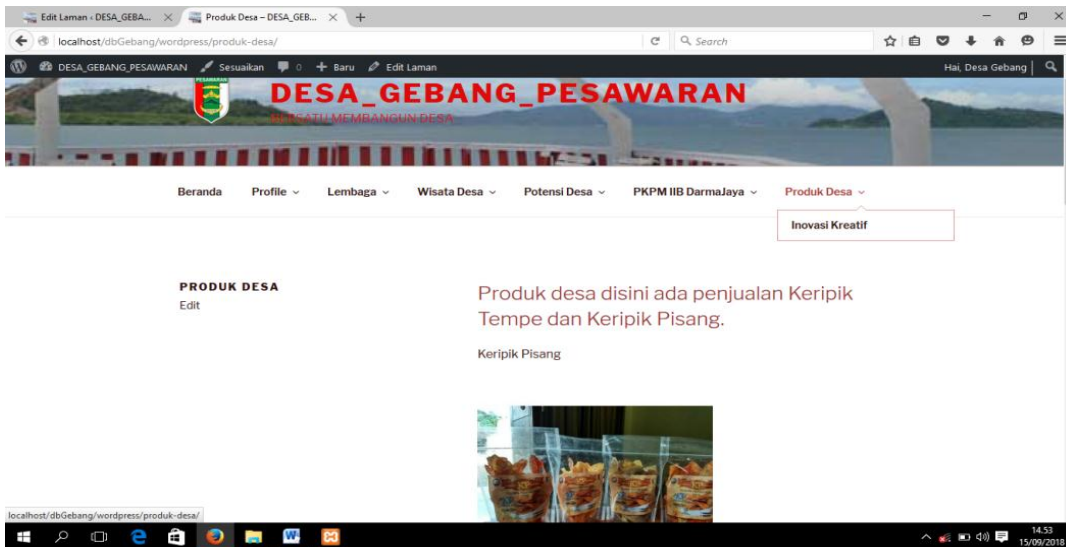 Edit Laman ‹ DESA_GEBA...
Produk Desa – DESA_GEB...
localhost/dbGebang/wordpress/produk-desa/
Search
DESA_GEBANG_PESAWARAN
Sesuaikan
0
Baru
Edit Laman
Hai, Desa Gebang
PESAWARAN
DESA_GEBANG_PESAWARAN
BERSATU MEMBANGUN DESA
Beranda
Profile
Lembaga
Wisata Desa
Potensi Desa
PKPM IIB DarmaJaya
Produk Desa
Inovasi Kreatif
PRODUK DESA
Edit
Produk desa disini ada penjualan Keripik
Tempe dan Keripik Pisang.
Keripik Pisang
localhost/dbGebang/wordpress/produk-desa/
14.53
15/09/2018